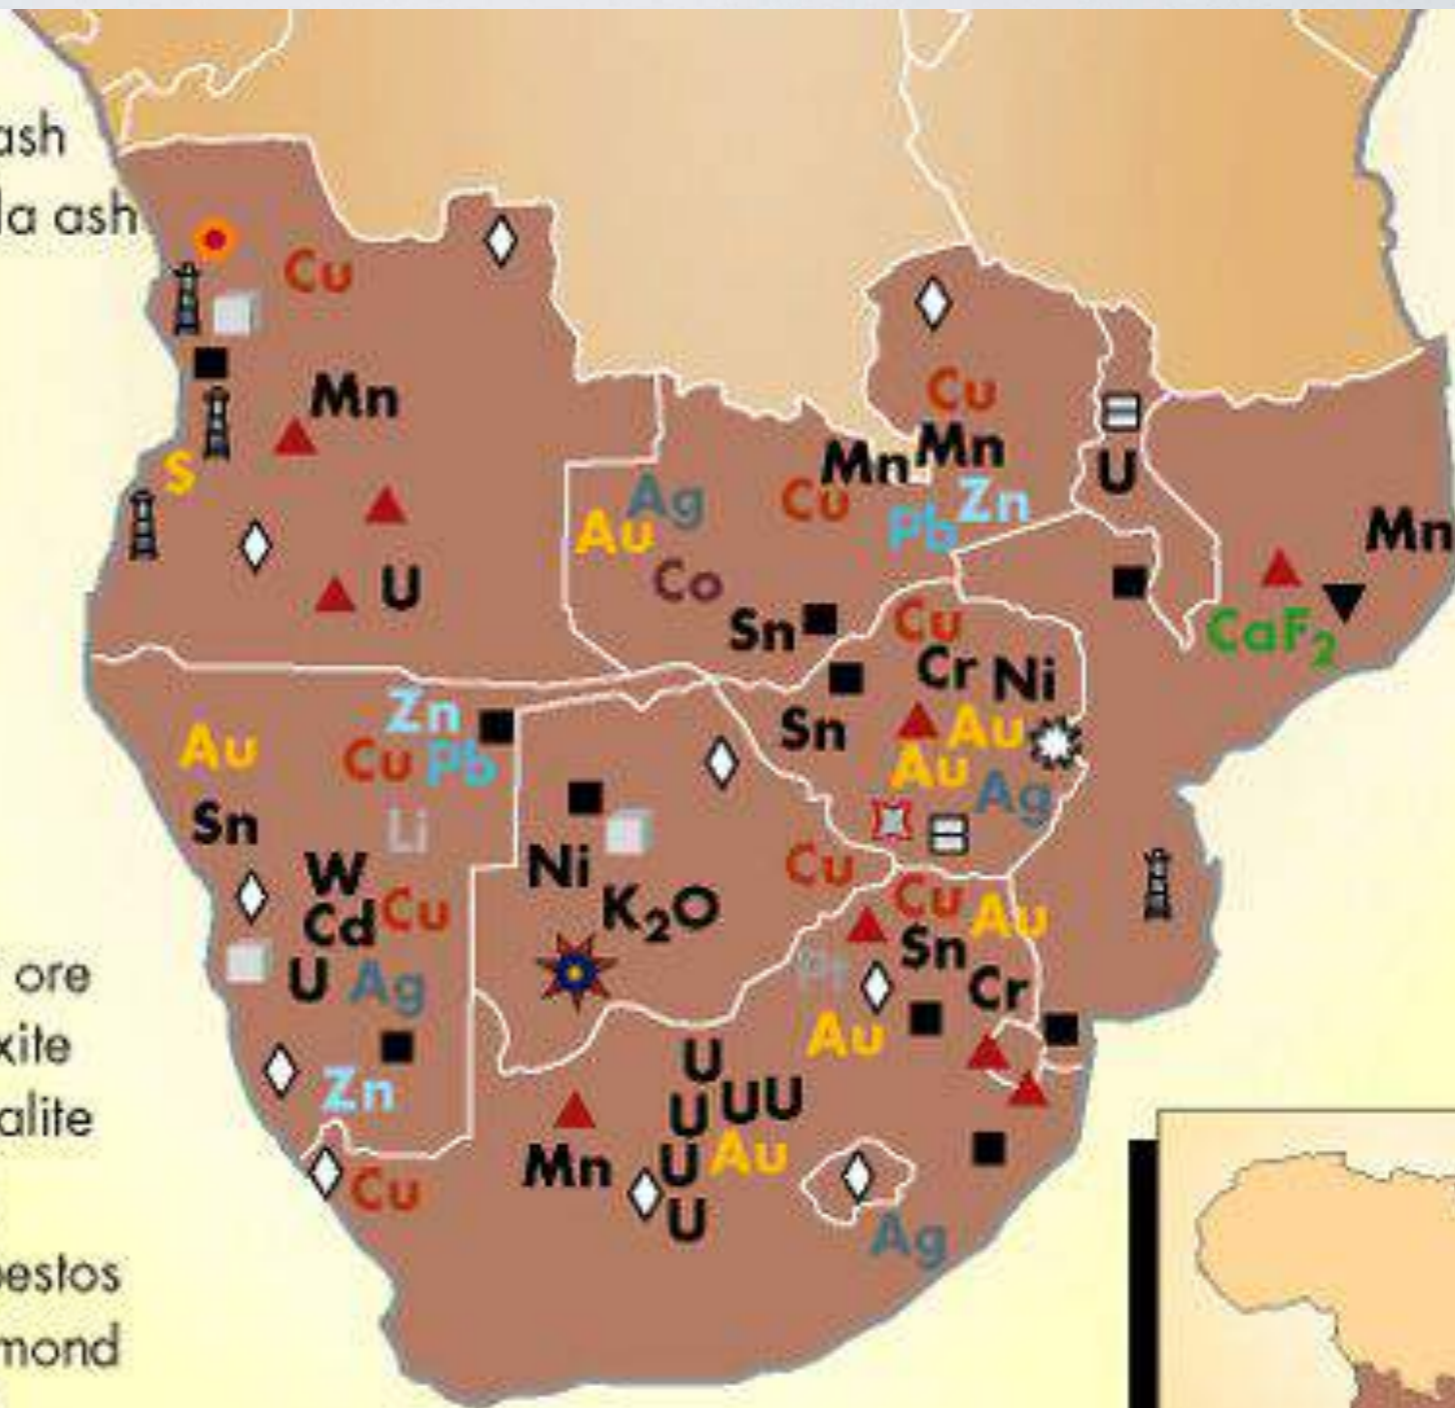 ash
da ash
Cu
Mn
S
U
Cu
Mn
Mn
Cu
Ag
Au
Co
Pb
Zn
Sn
U
Mn
CaF₂
Cu
Cr
Ni
Sn
Au
Au
Ag
Zn
Cu
Pb
Au
Sn
Li
W
Cd
Cu
U
Ag
Zn
Ni
K₂O
Cu
Cu
Au
Sn
Cr
Au
U
U
UU
U
Au
U
Mn
Cu
Ag
ore
xite
alite
estos
mond